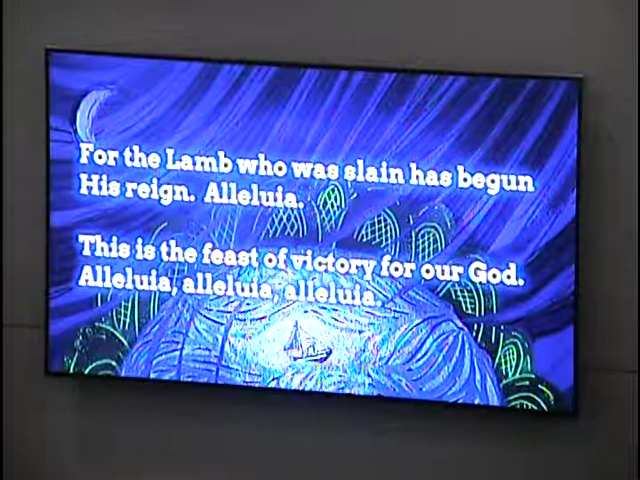 For the Lamb who was slain has begun
His reign. Alleluia.
This is the feast of victory for our God.
Alleluia, alleluia, alleluia.